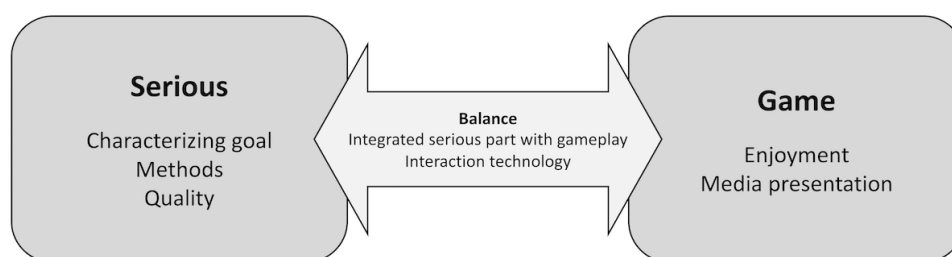 Serious
Characterizing goal
Methods
Quality
Balance
Integrated serious part with gameplay
Interaction technology
Game
Enjoyment
Media presentation